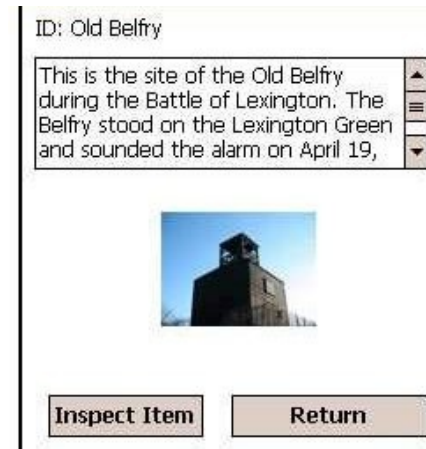 ID: Old Belfry
This is the site of the Old Belfry
during the Battle of Lexington. The
Belfry stood on the Lexington Green
and sounded the alarm on April 19,
Inspect Item
Return